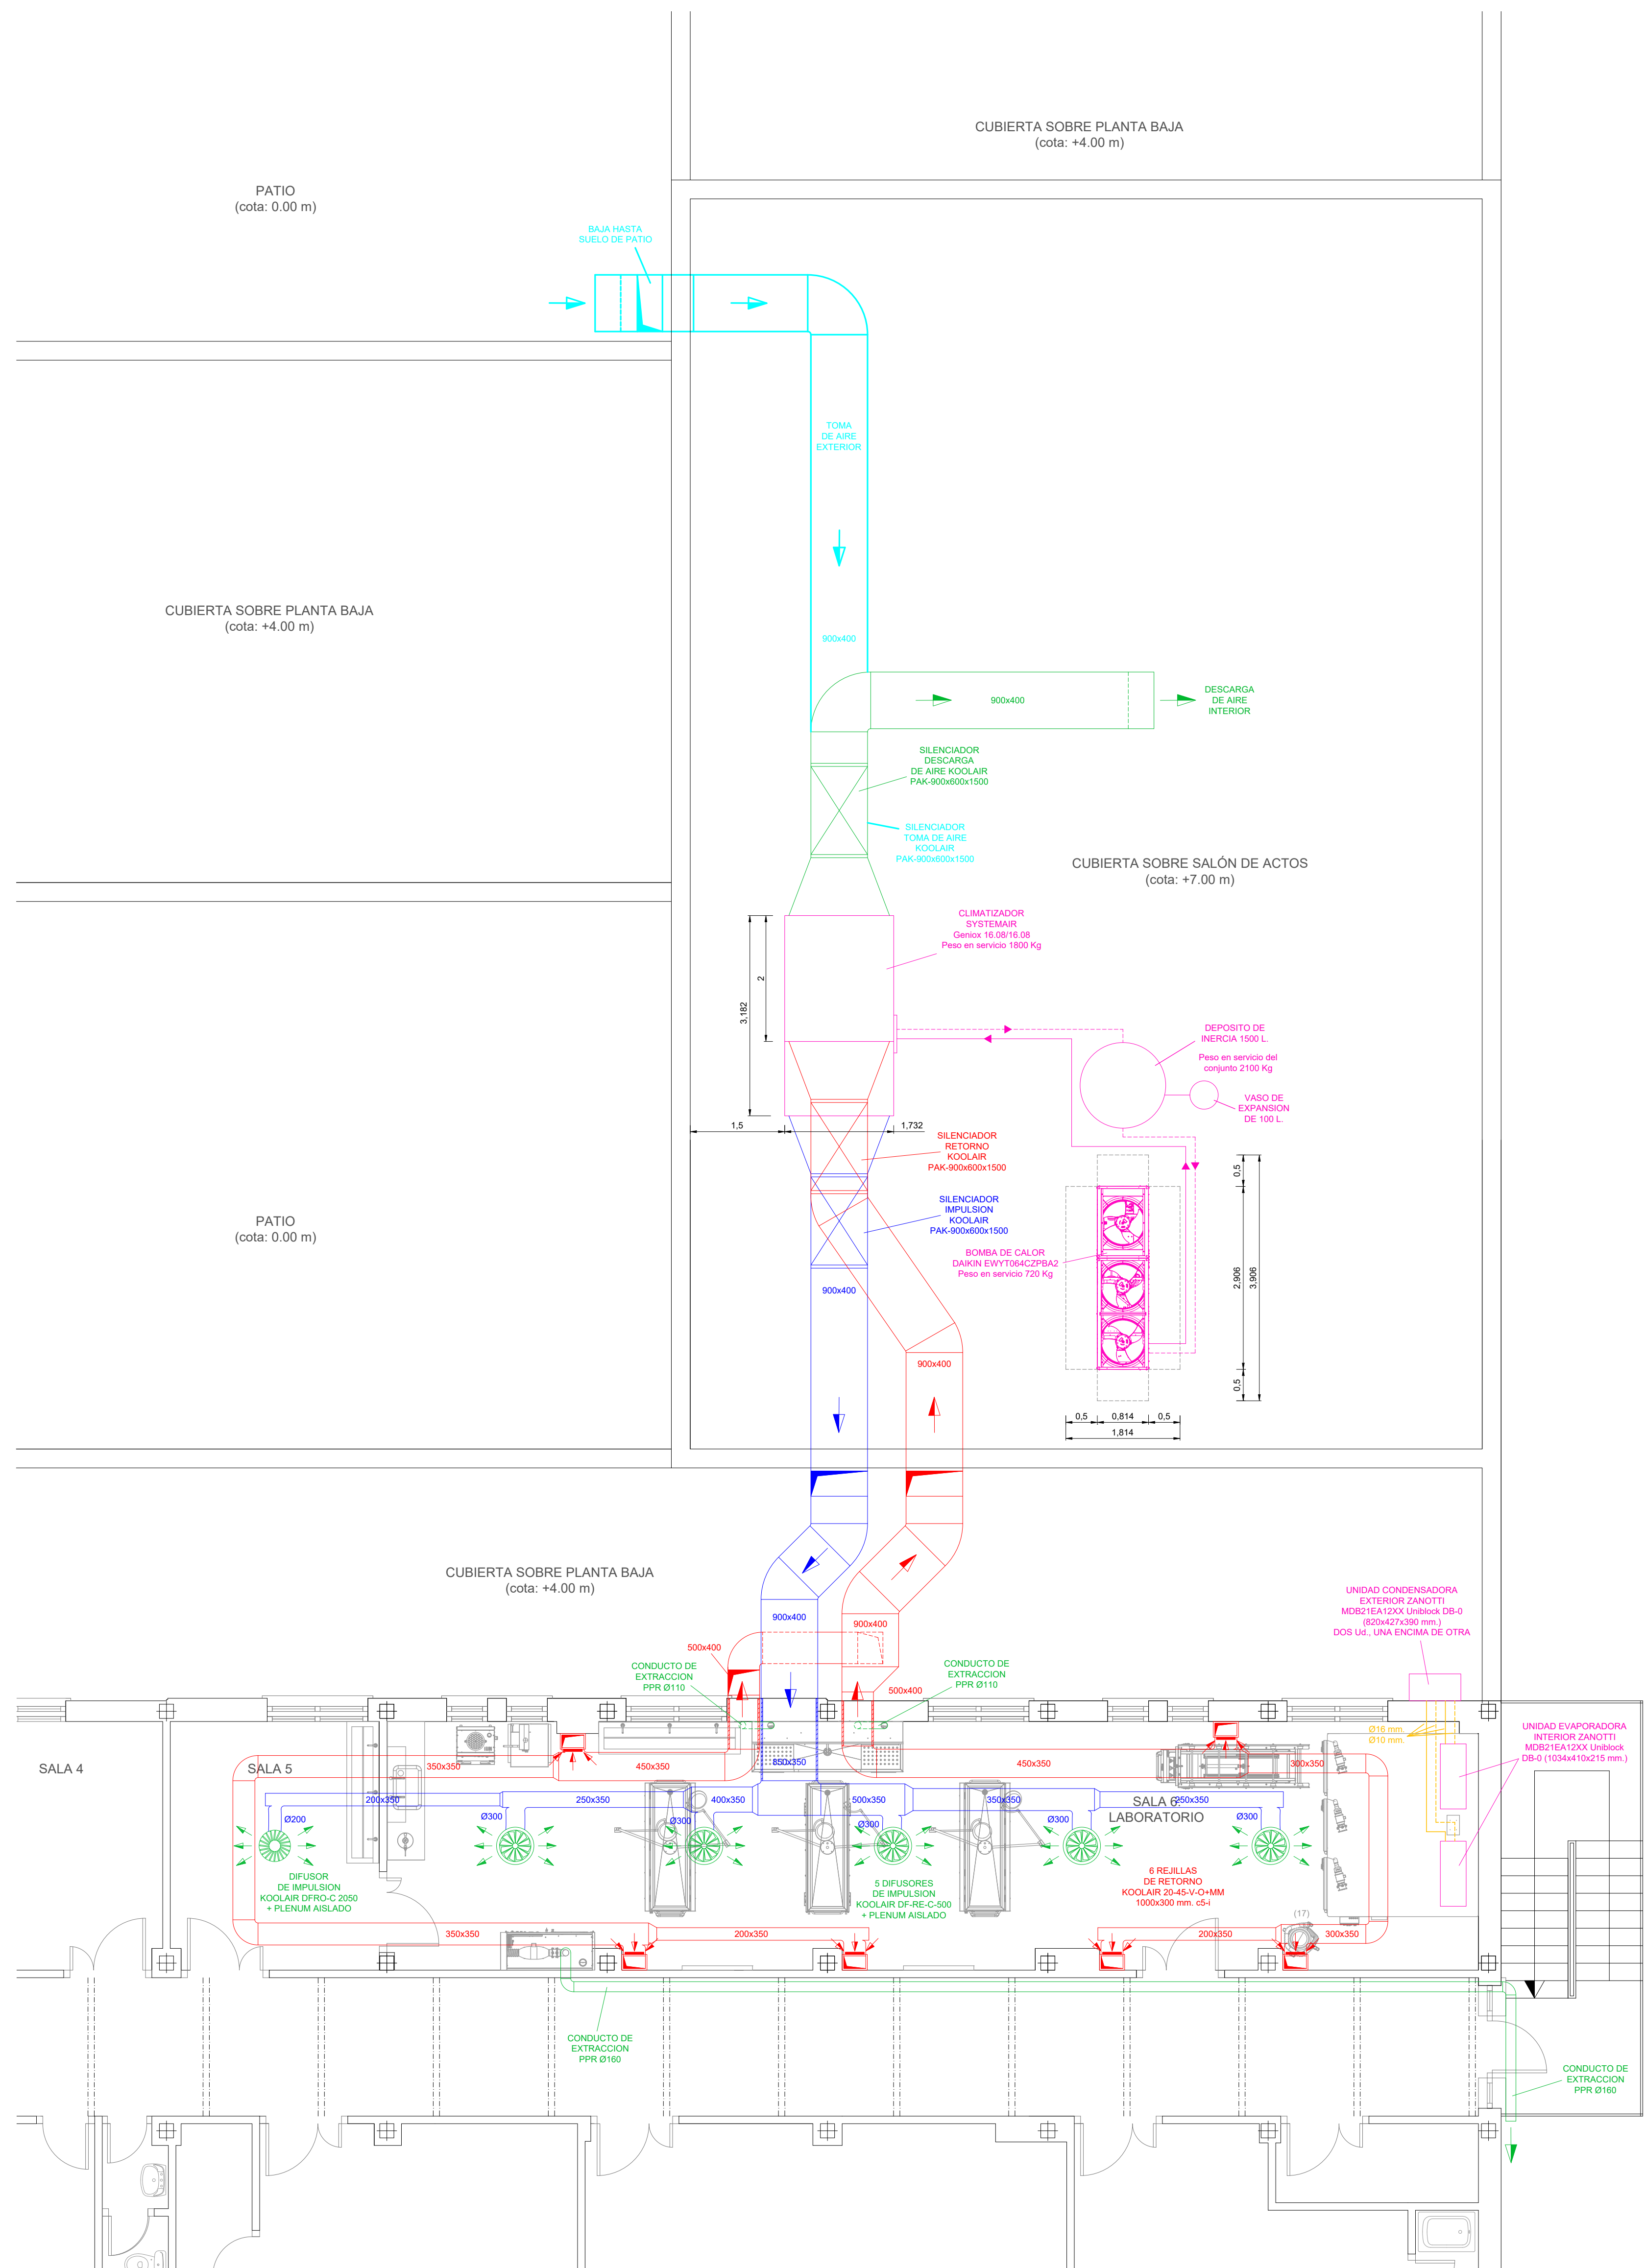 CUBIERTA SOBRE PLANTA BAJA
(cota: +4.00 m)
PATIO
(cota: 0.00 m)
BAJA HASTA
SUELO DE PATIO
TOMA
DE AIRE
EXTERIOR
CUBIERTA SOBRE PLANTA BAJA
(cota: +4.00 m)
900x400
900x400
DESCARGA
DE AIRE
INTERIOR
SILENCIADOR
DESCARGA
DE AIRE KOOLAIR
PAK-900x600x1500
SILENCIADOR
TOMA DE AIRE
KOOLAIR
PAK-900x600x1500
CUBIERTA SOBRE SALÓN DE ACTOS
(cota: +7.00 m)
CLIMATIZADOR
SYSTEMAIR
Geniox 16.08/16.08
Peso en servicio 1800 Kg
2
3,182
DEPOSITO DE
INERCIA 1500 L.
Peso en servicio del
conjunto 2100 Kg
VASO DE
EXPANSION
DE 100 L.
1,5
1,732
SILENCIADOR
RETORNO
KOOLAIR
PAK-900x600x1500
SILENCIADOR
IMPULSION
KOOLAIR
PAK-900x600x1500
PATIO
(cota: 0.00 m)
BOMBA DE CALOR
DAIKIN EWYT064CZPBA2
Peso en servicio 720 Kg
0,5
2,906
3,906
0,5
900x400
900x400
0,5
0,814
0,5
1,814
CUBIERTA SOBRE PLANTA BAJA
(cota: +4.00 m)
900x400
900x400
500x400
500x400
CONDUCTO DE
EXTRACCION
PPR Ø110
CONDUCTO DE
EXTRACCION
PPR Ø110
UNIDAD CONDENSADORA
EXTERIOR ZANOTTI
MDB21EA12XX Uniblock DB-0
(820x427x390 mm.)
DOS Ud., UNA ENCIMA DE OTRA
Ø16 mm.
Ø10 mm.
UNIDAD EVAPORADORA
INTERIOR ZANOTTI
MDB21EA12XX Uniblock
DB-0 (1034x410x215 mm.)
SALA 4
SALA 5
350x350
450x350
850x350
450x350
300x350
200x350
250x350
400x350
500x350
350x350
250x350
SALA 6:
LABORATORIO
Ø200
Ø300
Ø300
Ø300
Ø300
Ø300
DIFUSOR
DE IMPULSION
KOOLAIR DFRO-C 2050
+ PLENUM AISLADO
5 DIFUSORES
DE IMPULSION
KOOLAIR DF-RE-C-500
+ PLENUM AISLADO
6 REJILLAS
DE RETORNO
KOOLAIR 20-45-V-O+MM
1000x300 mm. c5-i
(17)
350x350
200x350
200x350
300x350
CONDUCTO DE
EXTRACCION
PPR Ø160
CONDUCTO DE
EXTRACCION
PPR Ø160